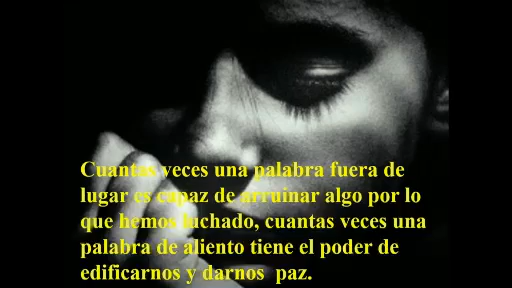 Cuantas veces una palabra fuera de
lugar es capaz de arruinar algo por lo
que hemos luchado, cuantas veces una
palabra de aliento tiene el poder de
edificarnos y darnos  paz.